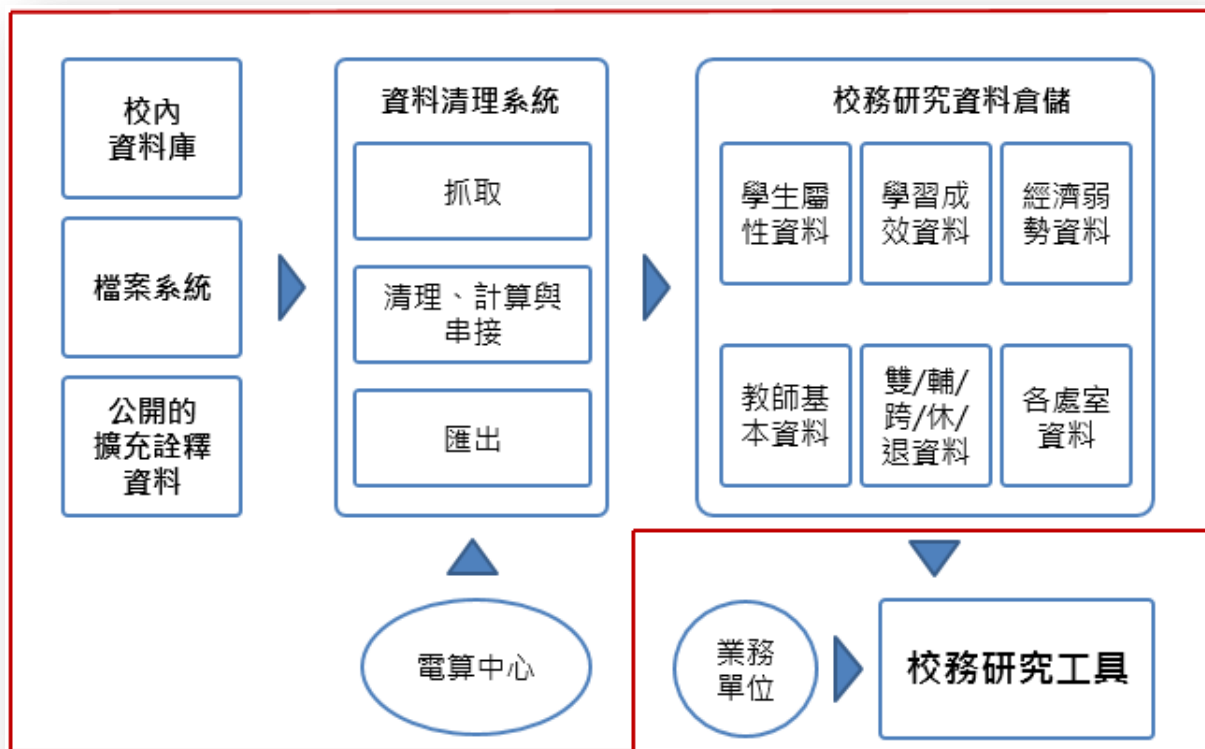 校內
資料庫
檔案系統
公開的
擴充詮釋
資料
資料清理系統
抓取
清理、計算與
串接
匯出
校務研究資料倉儲
學生屬
性資料
學習成
效資料
經濟弱
勢資料
教師基
本資料
雙/輔/
跨/休/
退資料
各處室
資料
電算中心
業務
單位
校務研究工具